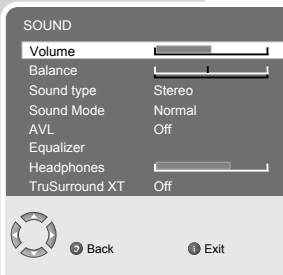 SOUND
Volume
Balance
Sound type Stereo
Sound Mode Normal
AVL Off
Equalizer
Headphones
TruSurround XT Off
Back Exit